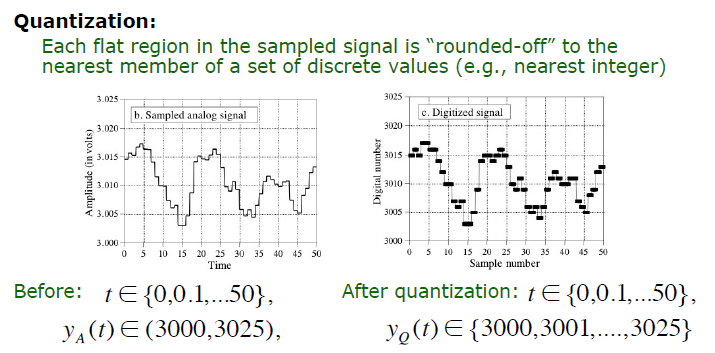 Quantization:
Each flat region in the sampled signal is “rounded-off” to the
nearest member of a set of discrete values (e.g., nearest integer)
b. Sampled analog signal
Amplitude (in volts)
3.025
3.020
3.015
3.010
3.005
3.000
0 5 10 15 20 25 30 35 40 45 50
Time
c. Digitized signal
Digital number
3025
3020
3015
3010
3005
3000
0 5 10 15 20 25 30 35 40 45 50
Sample number
Before: t ∈ {0,0.1,...50},
y_A(t) ∈ (3000,3025),
After quantization: t ∈ {0,0.1,...50},
y_Q(t) ∈ {3000,3001,....,3025}